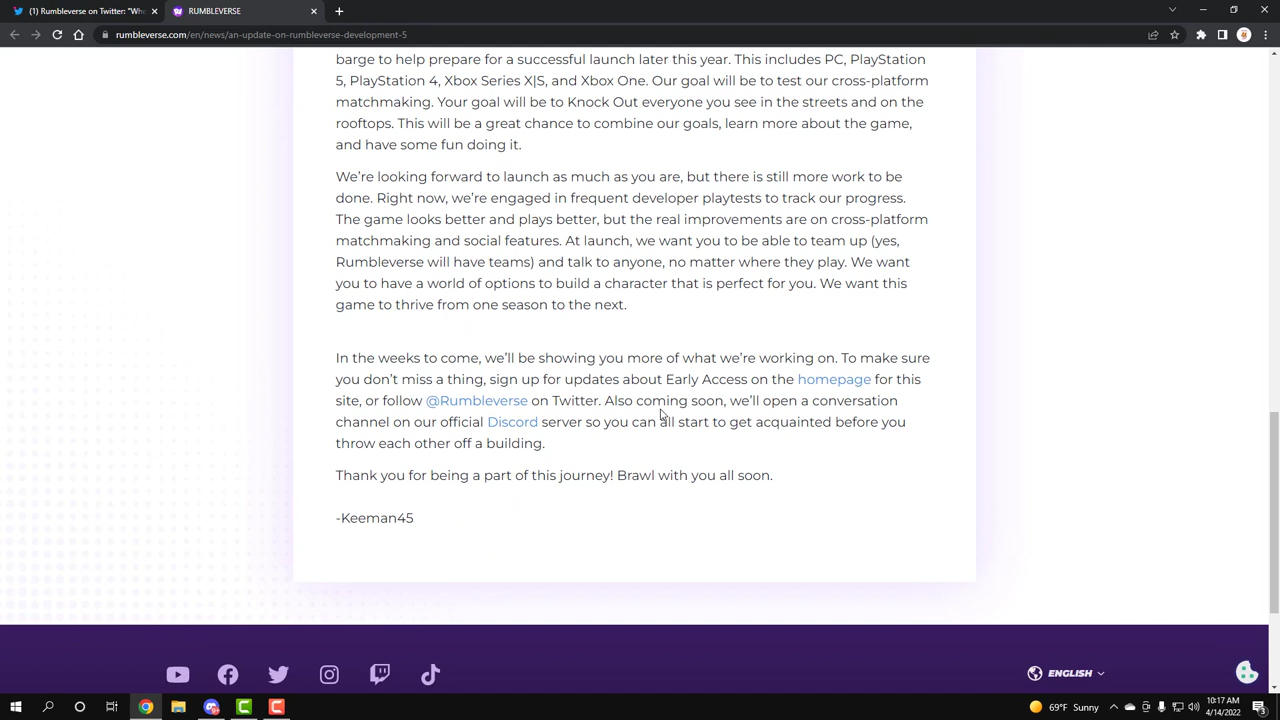 (1) Rumbleverse on Twitter: "Whe
RUMBLEVERSE
rumbleverse.com/en/news/an-update-on-rumbleverse-development-5
barge to help prepare for a successful launch later this year. This includes PC, PlayStation
5, PlayStation 4, Xbox Series X|S, and Xbox One. Our goal will be to test our cross-platform
matchmaking. Your goal will be to Knock Out everyone you see in the streets and on the
rooftops. This will be a great chance to combine our goals, learn more about the game,
and have some fun doing it.
We’re looking forward to launch as much as you are, but there is still more work to be
done. Right now, we’re engaged in frequent developer playtests to track our progress.
The game looks better and plays better, but the real improvements are on cross-platform
matchmaking and social features. At launch, we want you to be able to team up (yes,
Rumbleverse will have teams) and talk to anyone, no matter where they play. We want
you to have a world of options to build a character that is perfect for you. We want this
game to thrive from one season to the next.
In the weeks to come, we’ll be showing you more of what we’re working on. To make sure
you don’t miss a thing, sign up for updates about Early Access on the homepage for this
site, or follow @Rumbleverse on Twitter. Also coming soon, we’ll open a conversation
channel on our official Discord server so you can all start to get acquainted before you
throw each other off a building.
Thank you for being a part of this journey! Brawl with you all soon.
-Keeman45
ENGLISH
69°F Sunny
10:17 AM
4/14/2022